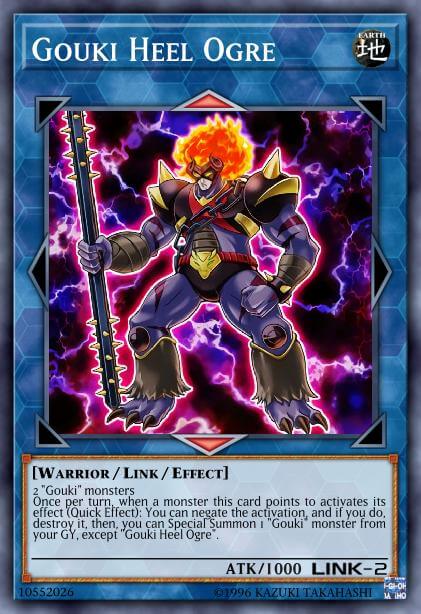 GOUKI HEEL OGRE
EARTH
地
[WARRIOR / LINK / EFFECT]
2 "Gouki" monsters
Once per turn, when a monster this card points to activates its
effect (Quick Effect): You can negate the activation, and if you do,
destroy it, then, you can Special Summon 1 "Gouki" monster from
your GY, except "Gouki Heel Ogre".
ATK/1000 LINK-2
10552026 ©1996 KAZUKI TAKAHASHI